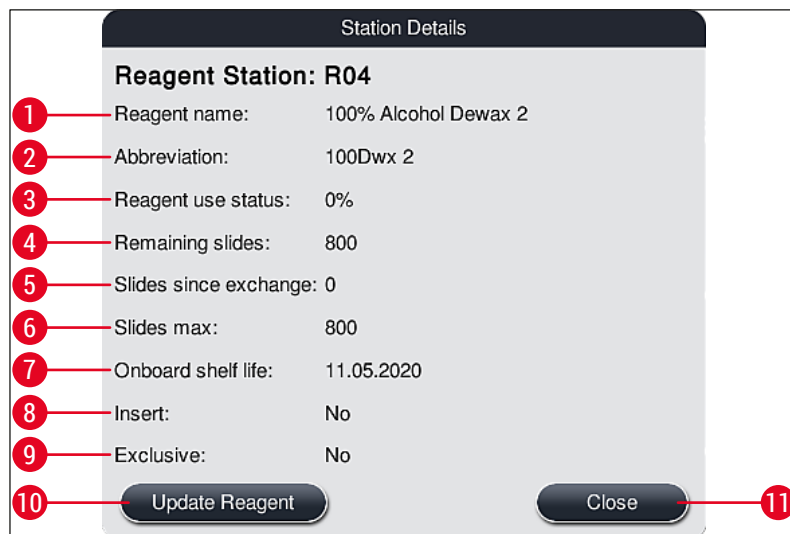 Station Details
Reagent Station: R04
1 Reagent name: 100% Alcohol Dewax 2
2 Abbreviation: 100Dwx 2
3 Reagent use status: 0%
4 Remaining slides: 800
5 Slides since exchange: 0
6 Slides max: 800
7 Onboard shelf life: 11.05.2020
8 Insert: No
9 Exclusive: No
10 Update Reagent Close 11